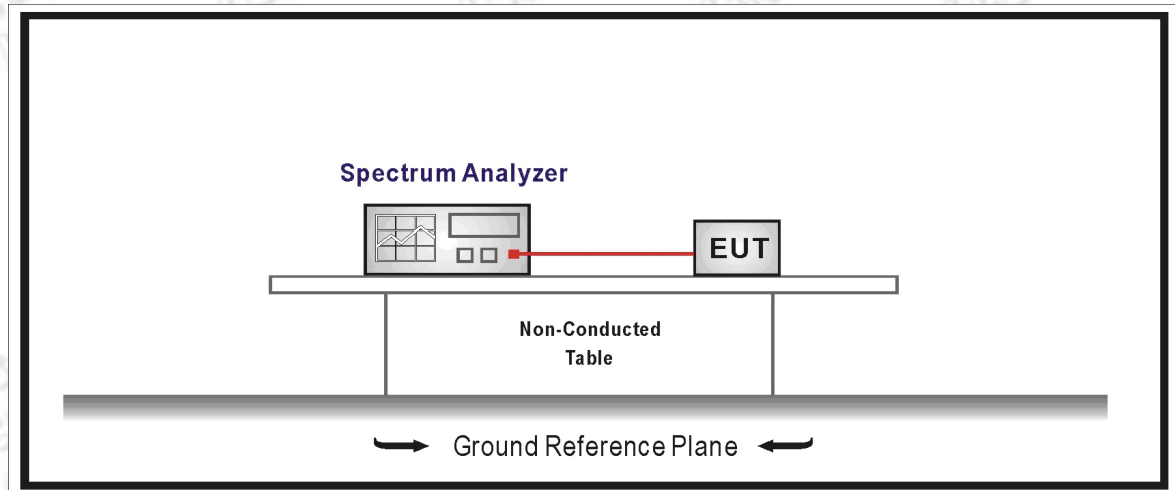 Spectrum Analyzer
EUT
Non-Conducted
Table
Ground Reference Plane